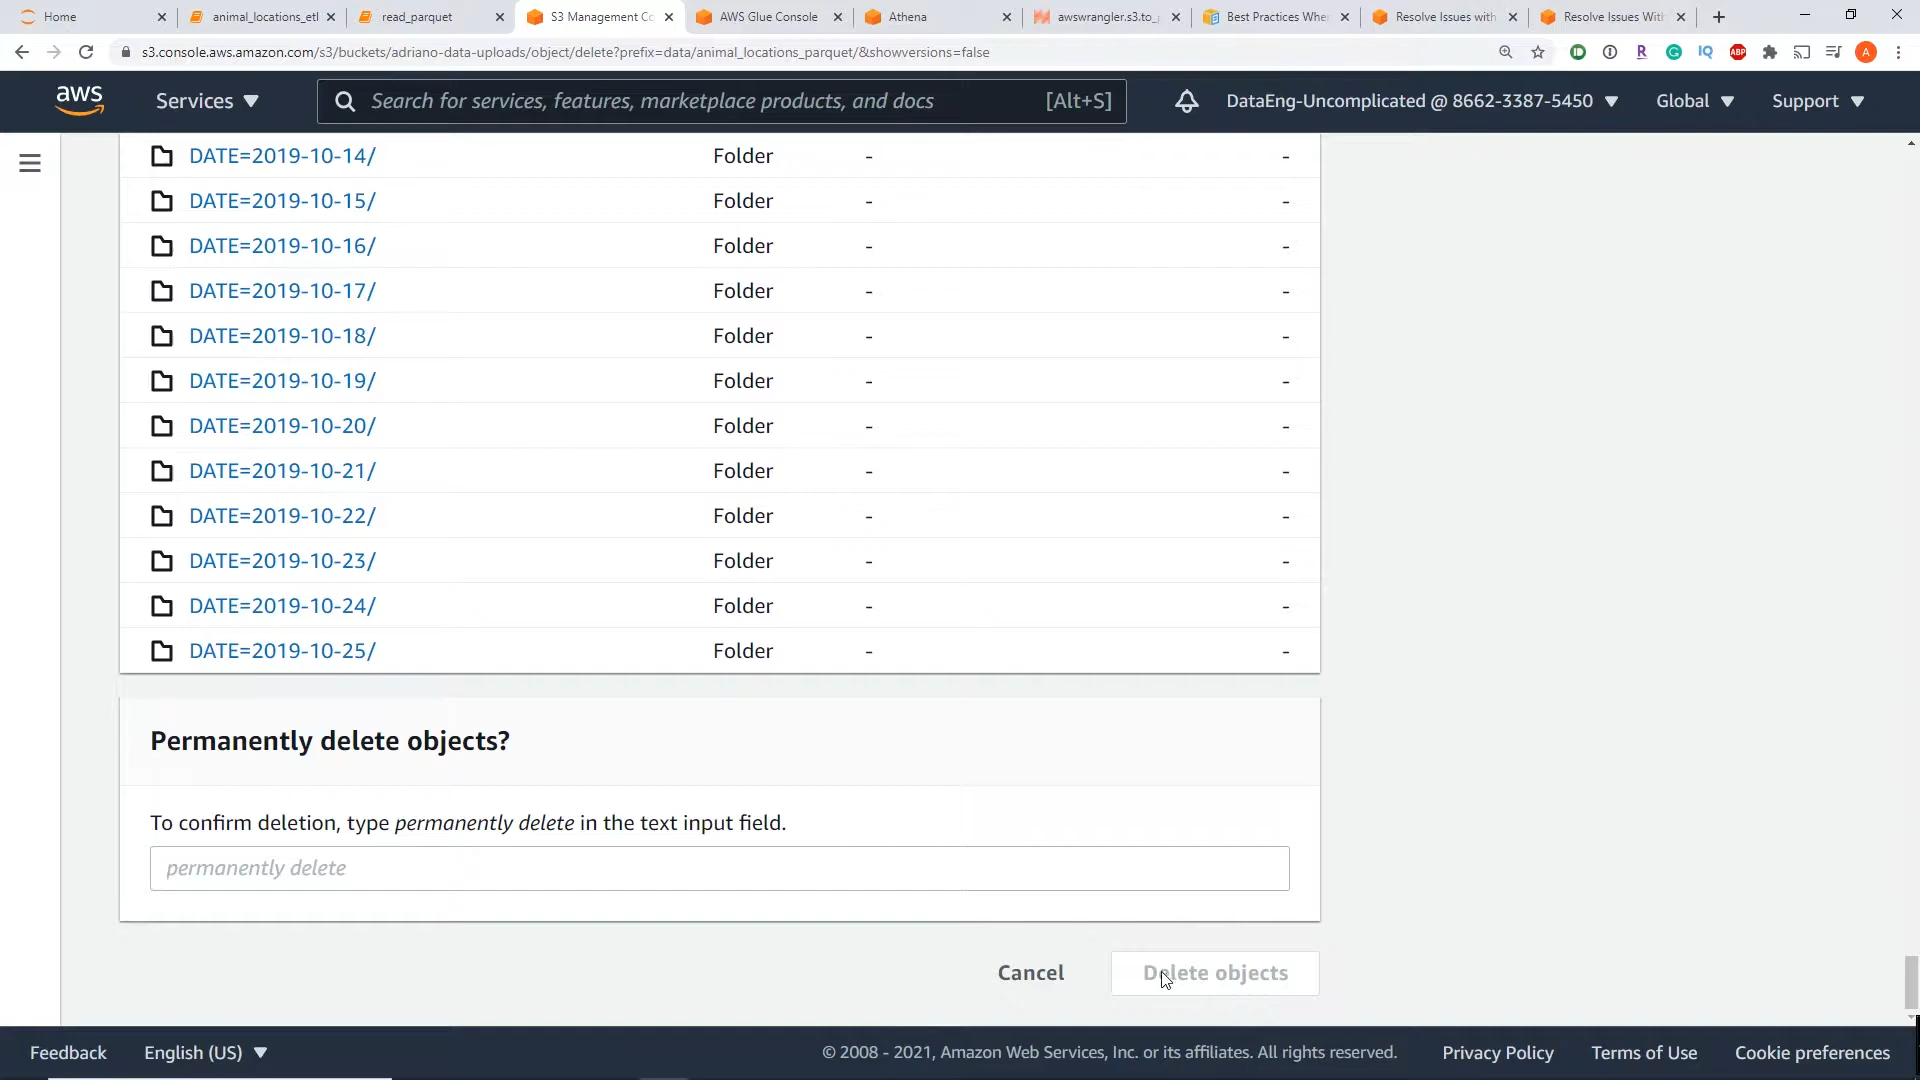 Home
animal_locations_etl
read_parquet
S3 Management Co
AWS Glue Console
Athena
awswrangler.s3.to_
Best Practices Whe
Resolve Issues with
Resolve Issues With
s3.console.aws.amazon.com/s3/buckets/adriano-data-uploads/object/delete?prefix=data/animal_locations_parquet/&showversions=false
R
IQ
ABP
A
aws
Services
Search for services, features, marketplace products, and docs [Alt+S]
DataEng-Uncomplicated @ 8662-3387-5450
Global
Support
DATE=2019-10-14/ Folder - -
DATE=2019-10-15/ Folder - -
DATE=2019-10-16/ Folder - -
DATE=2019-10-17/ Folder - -
DATE=2019-10-18/ Folder - -
DATE=2019-10-19/ Folder - -
DATE=2019-10-20/ Folder - -
DATE=2019-10-21/ Folder - -
DATE=2019-10-22/ Folder - -
DATE=2019-10-23/ Folder - -
DATE=2019-10-24/ Folder - -
DATE=2019-10-25/ Folder - -
Permanently delete objects?
To confirm deletion, type permanently delete in the text input field.
permanently delete
Cancel
Delete objects
Feedback
English (US)
© 2008 - 2021, Amazon Web Services, Inc. or its affiliates. All rights reserved.
Privacy Policy
Terms of Use
Cookie preferences